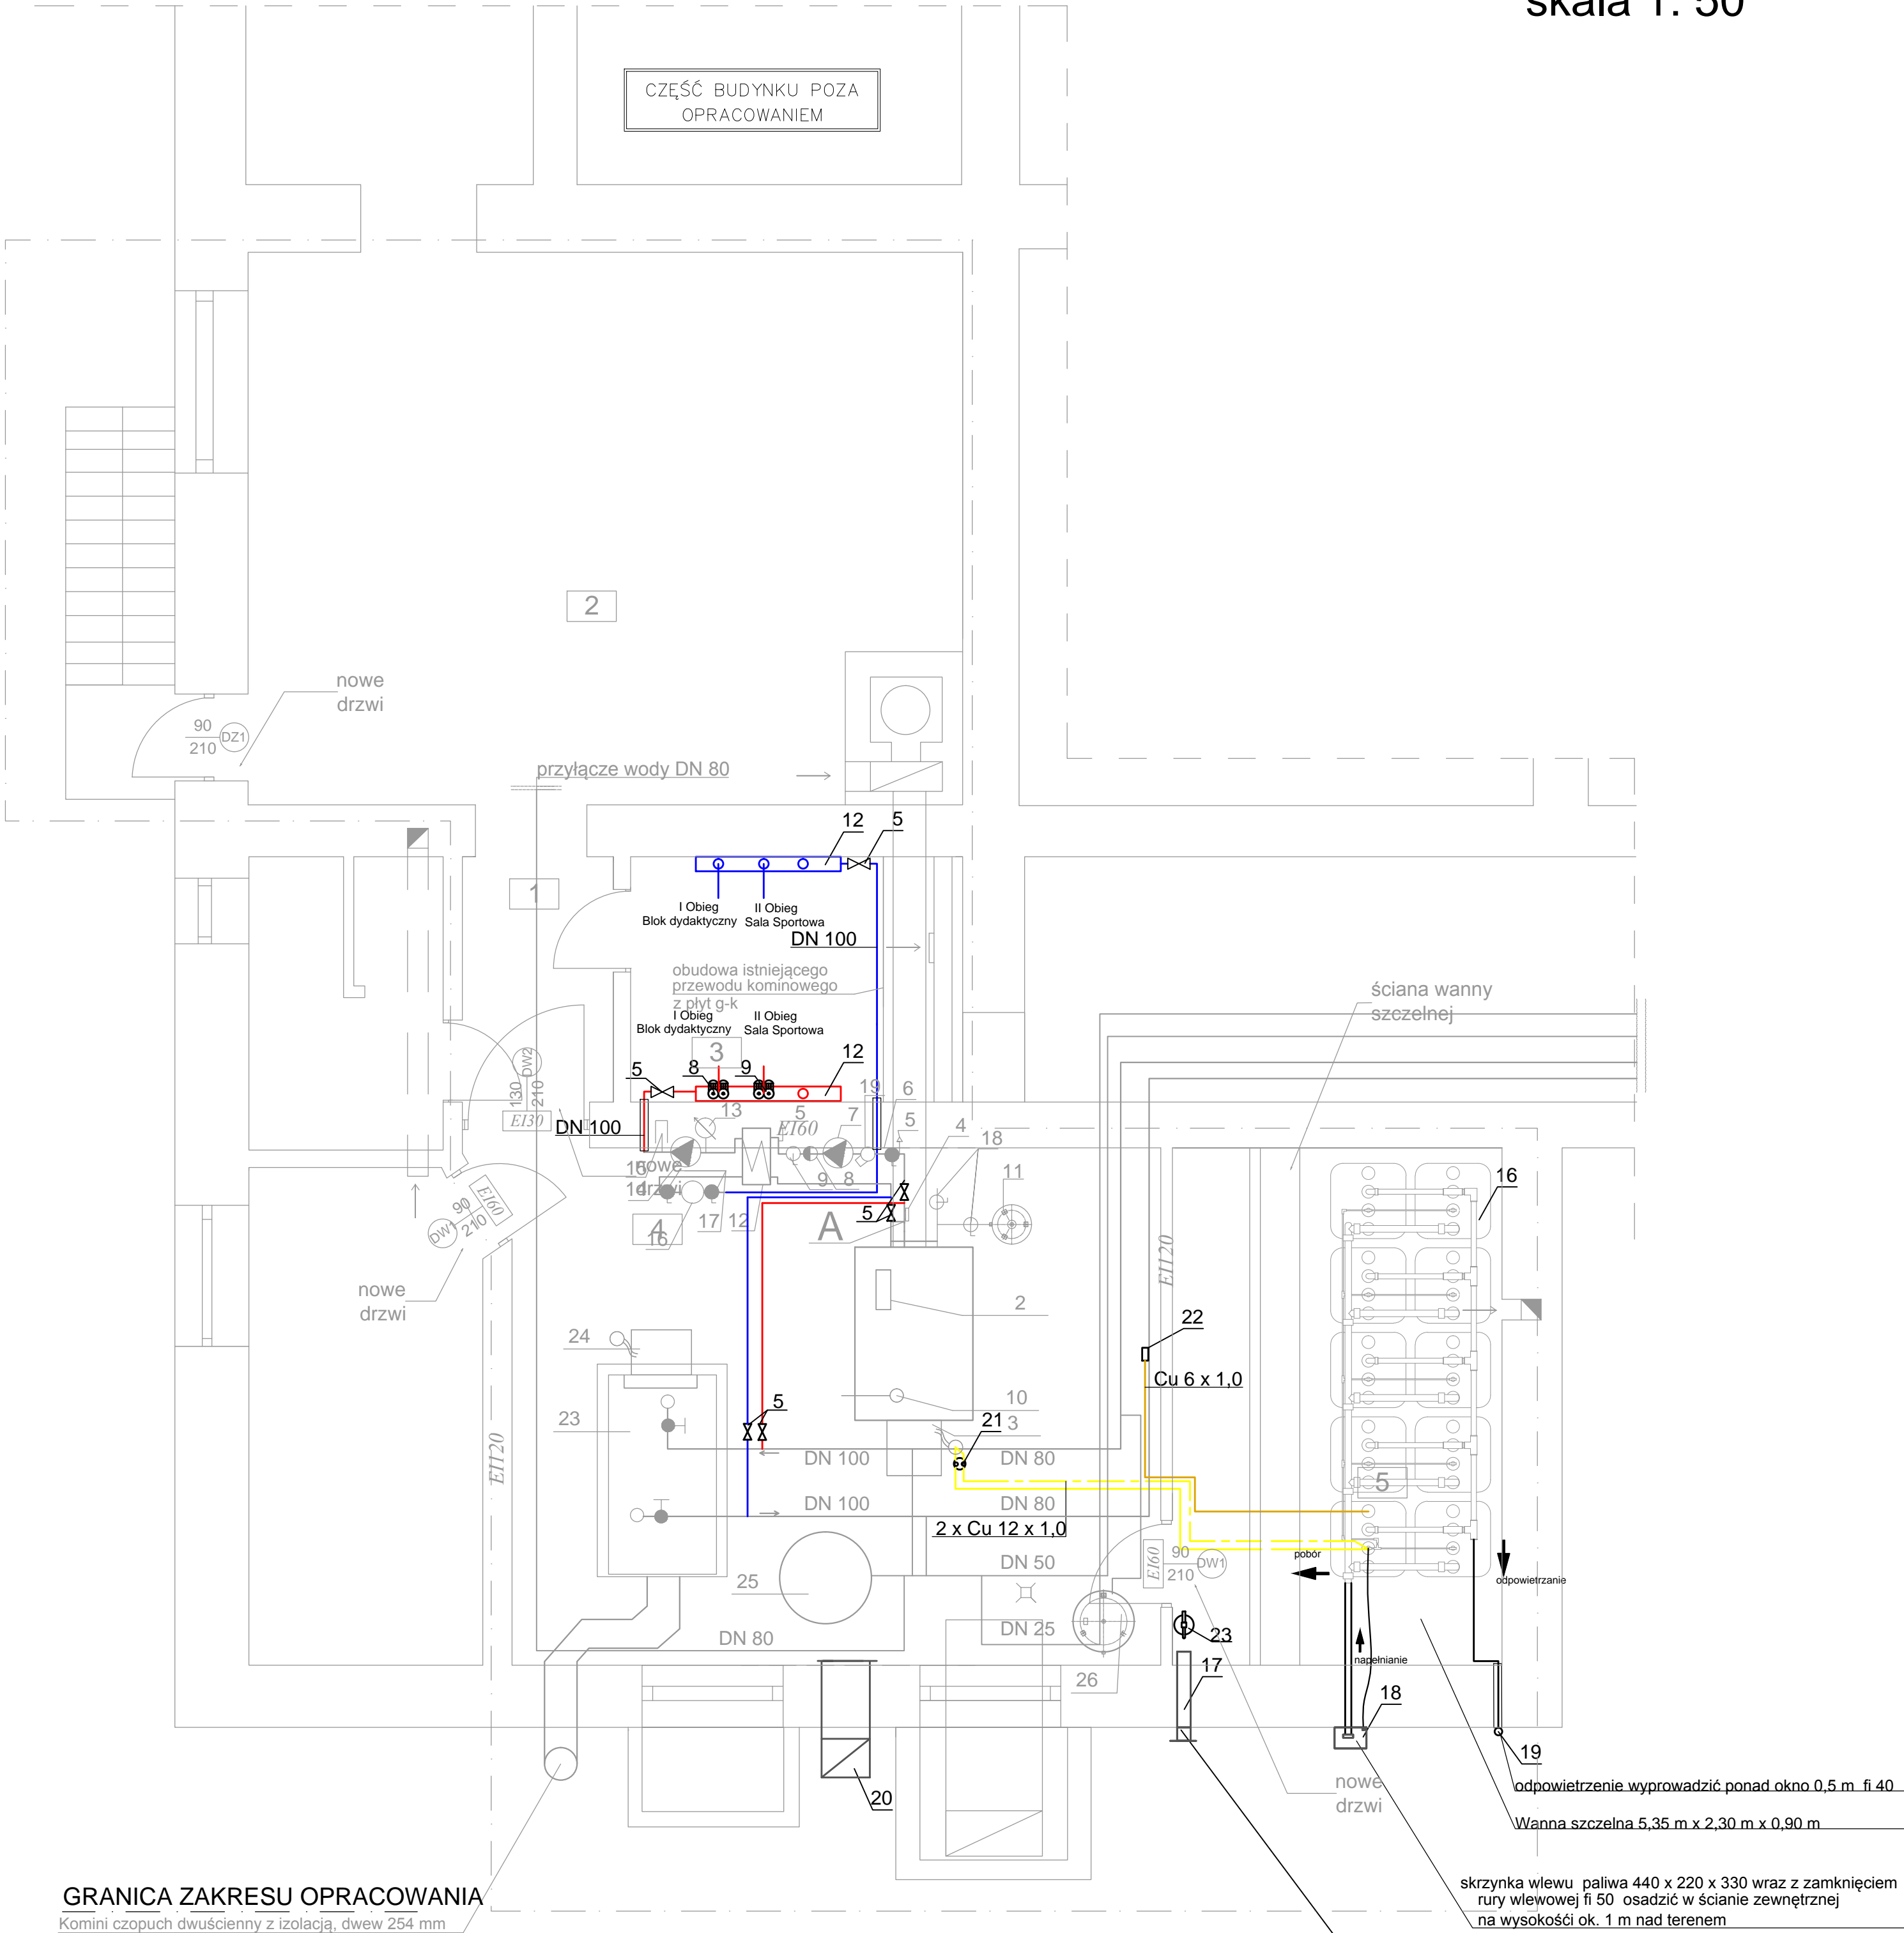 skala 1: 50
CZĘŚĆ BUDYNKU POZA
OPRACOWANIEM
2
nowe
drzwi
90
210
DZ1
przyłącze wody DN 80
12
5
1
I Obieg
Blok dydaktyczny
II Obieg
Sala Sportowa
DN 100
obudowa istniejącego
przewodu kominowego
z płyt g-k
I Obieg
Blok dydaktyczny
II Obieg
Sala Sportowa
ściana wanny
szczelnej
3
5
8
9
12
DW2
130
210
EI30
DN 100
13
5
EI60
7
19
6
5
4
18
15
nowe
14
drzwi
9
8
11
16
4
16
17
12
5
A
DW1
90
210
EI60
nowe
drzwi
EI120
2
22
Cu 6 x 1,0
24
23
5
10
21
3
EI120
DN 100
DN 80
5
DN 100
DN 80
2 x Cu 12 x 1,0
DN 50
EI60
90
210
DW1
pobór
odpowietrzanie
25
DN 80
DN 25
23
napełnianie
26
17
18
19
20
nowe
drzwi
odpowietrzenie wyprowadzić ponad okno 0,5 m fi 40
Wanna szczelna 5,35 m x 2,30 m x 0,90 m
skrzynka wlewu paliwa 440 x 220 x 330 wraz z zamknięciem
rury wlewowej fi 50 osadzić w ścianie zewnętrznej
na wysokośći ok. 1 m nad terenem
GRANICA ZAKRESU OPRACOWANIA
Komini czopuch dwuścienny z izolacją, dwew 254 mm